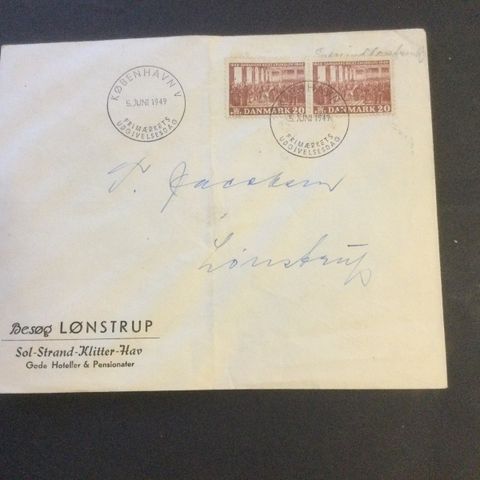 KØBENHAVN V
5. JUNI 1949
FRIMÆRKETS
UDGIVELSESDAG
DANMARK 20
DANMARK 20
KØBENHAVN V
5. JUNI 1949
FRIMÆRKETS
UDGIVELSESDAG
Jacobsen
Lønstrup
Besøg LØNSTRUP
Sol-Strand-Klitter-Hav
Gode Hoteller & Pensionater